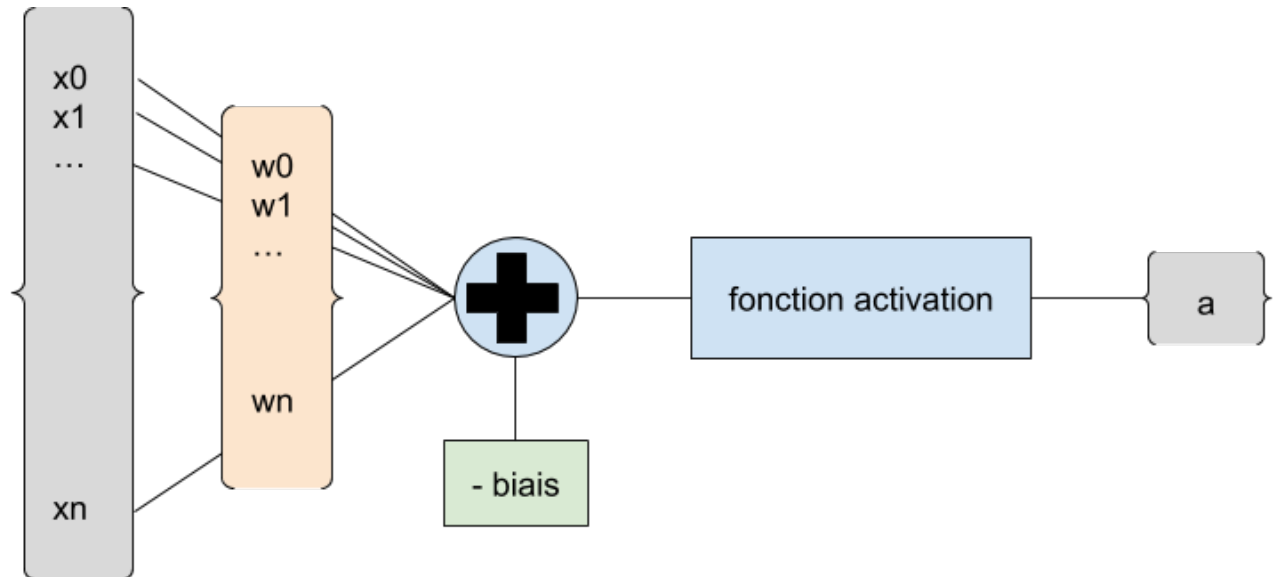 x0
x1
...
xn
w0
w1
...
wn
- biais
fonction activation
a